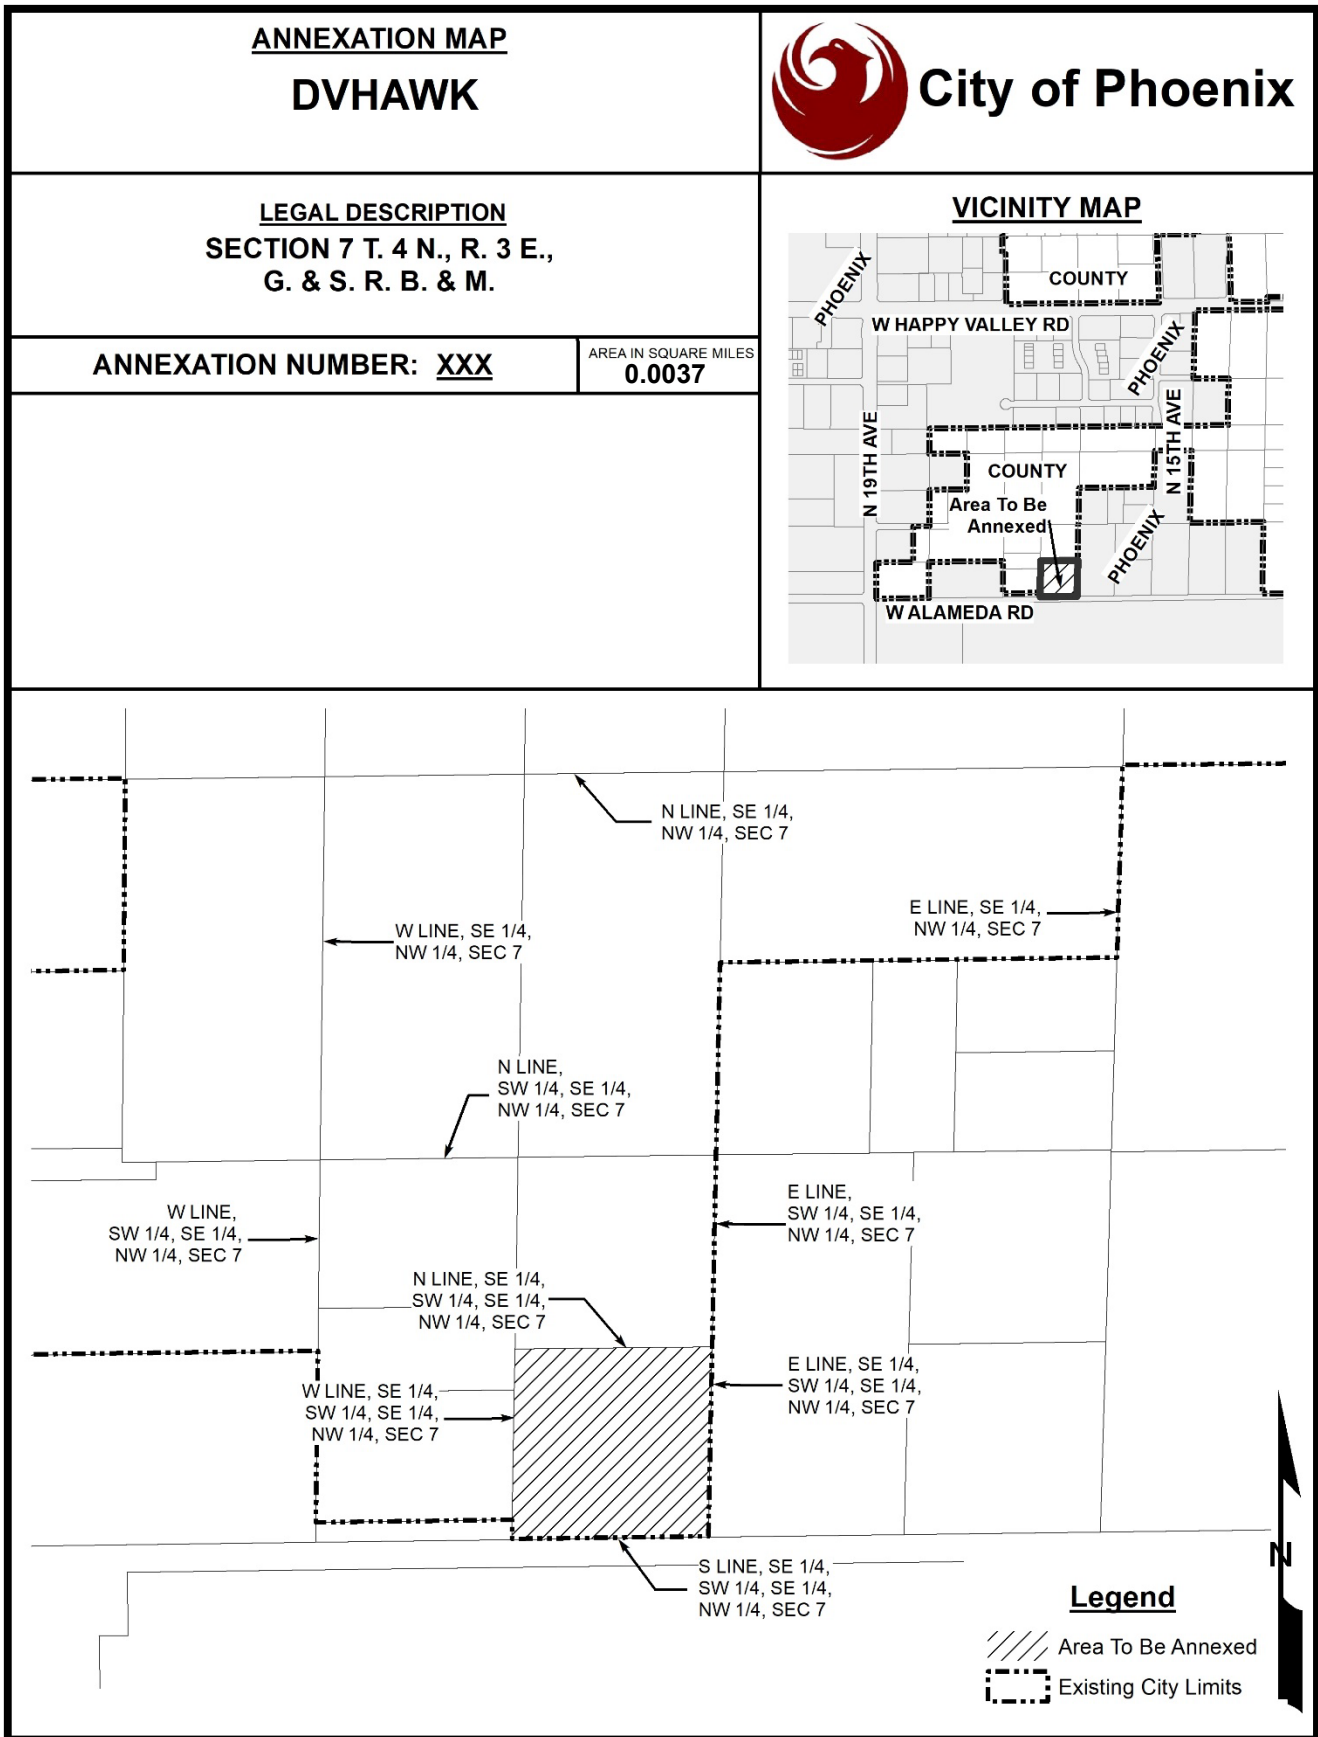 ANNEXATION MAP
DVHAWK
City of Phoenix
LEGAL DESCRIPTION
SECTION 7 T. 4 N., R. 3 E.,
G. & S. R. B. & M.
ANNEXATION NUMBER: XXX
AREA IN SQUARE MILES
0.0037
VICINITY MAP
PHOENIX
COUNTY
W HAPPY VALLEY RD
PHOENIX
N 19TH AVE
N 15TH AVE
COUNTY
Area To Be
Annexed
PHOENIX
W ALAMEDA RD
N LINE, SE 1/4,
NW 1/4, SEC 7
W LINE, SE 1/4,
NW 1/4, SEC 7
E LINE, SE 1/4,
NW 1/4, SEC 7
N LINE,
SW 1/4, SE 1/4,
NW 1/4, SEC 7
W LINE,
SW 1/4, SE 1/4,
NW 1/4, SEC 7
E LINE,
SW 1/4, SE 1/4,
NW 1/4, SEC 7
N LINE, SE 1/4,
SW 1/4, SE 1/4,
NW 1/4, SEC 7
W LINE, SE 1/4,
SW 1/4, SE 1/4,
NW 1/4, SEC 7
E LINE, SE 1/4,
SW 1/4, SE 1/4,
NW 1/4, SEC 7
S LINE, SE 1/4,
SW 1/4, SE 1/4,
NW 1/4, SEC 7
N
Legend
Area To Be Annexed
Existing City Limits